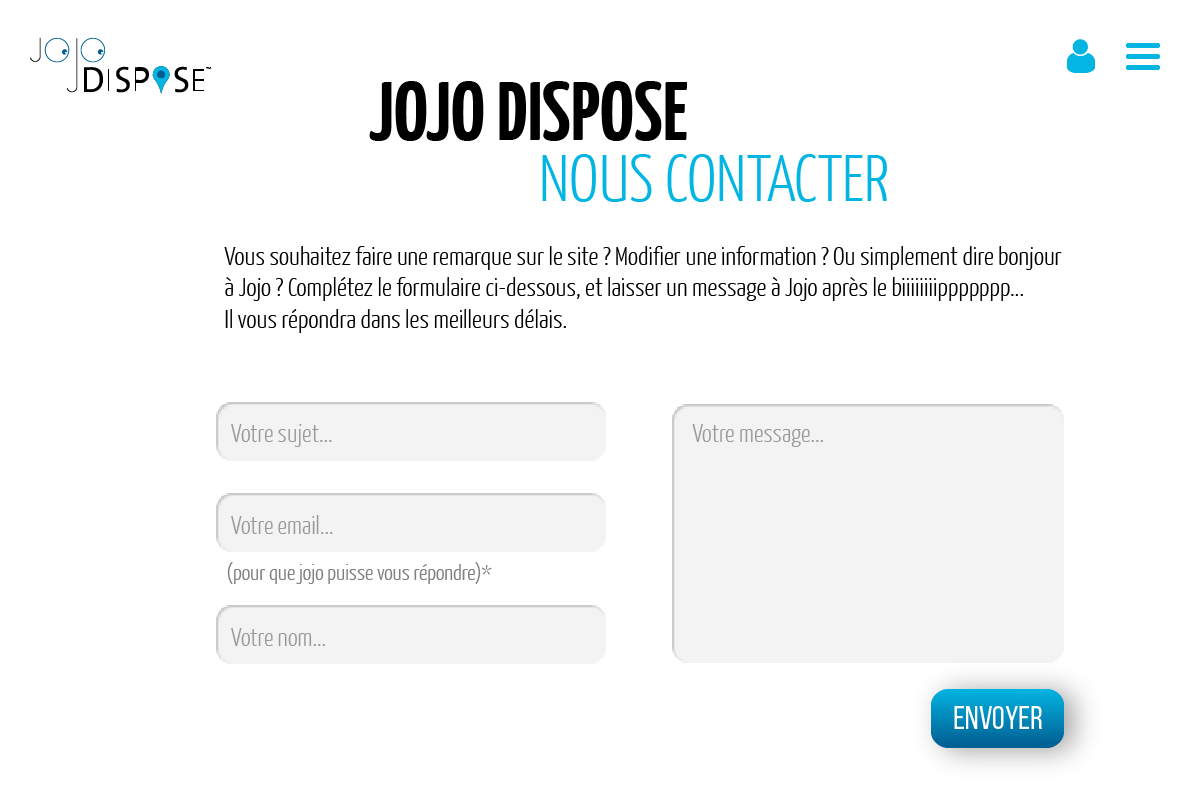 JOJO
DISPOSE™
JOJO DISPOSE
NOUS CONTACTER
Vous souhaitez faire une remarque sur le site ? Modifier une information ? Ou simplement dire bonjour
à Jojo ? Complétez le formulaire ci-dessous, et laisser un message à Jojo après le biiiiiiiippppppp...
Il vous répondra dans les meilleurs délais.
Votre sujet...
Votre message...
Votre email...
(pour que jojo puisse vous répondre)*
Votre nom...
ENVOYER